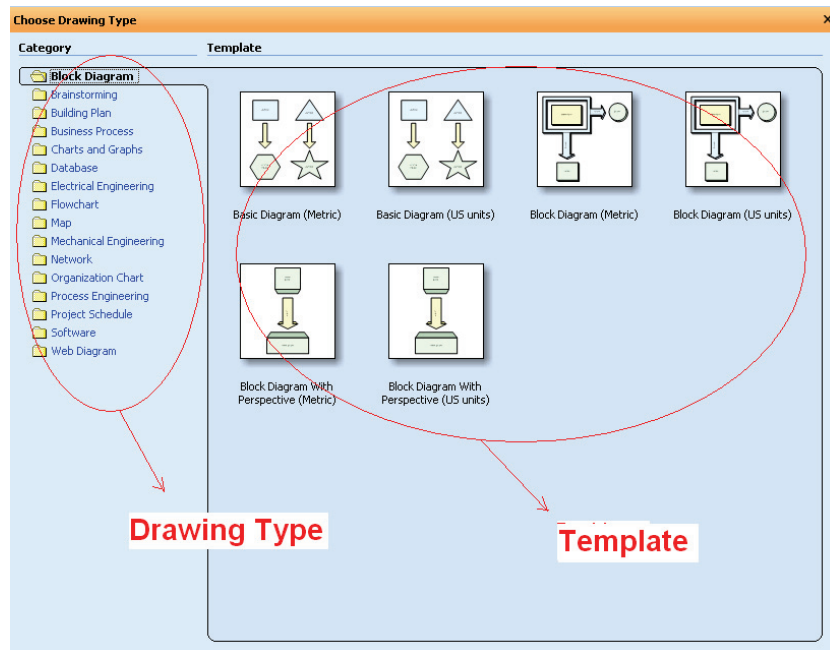 Choose Drawing Type
Category
Template
Block Diagram
Brainstorming
Building Plan
Business Process
Charts and Graphs
Database
Electrical Engineering
Flowchart
Map
Mechanical Engineering
Network
Organization Chart
Process Engineering
Project Schedule
Software
Web Diagram
Basic Diagram (Metric)
Basic Diagram (US units)
Block Diagram (Metric)
Block Diagram (US units)
Block Diagram With
Perspective (Metric)
Block Diagram With
Perspective (US units)
Drawing Type
Template